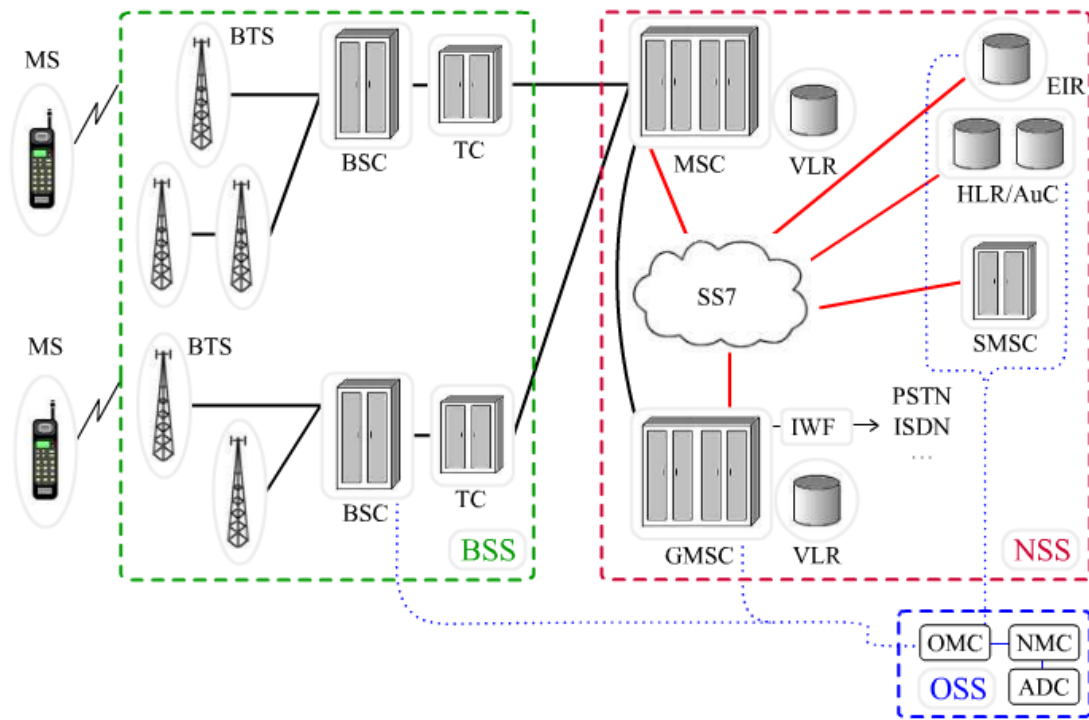 MS
BTS
BSC
TC
MSC
VLR
EIR
HLR/AuC
SS7
SMSC
MS
BTS
BSC
TC
BSS
GMSC
IWF
PSTN
ISDN
...
VLR
NSS
OMC
NMC
OSS
ADC